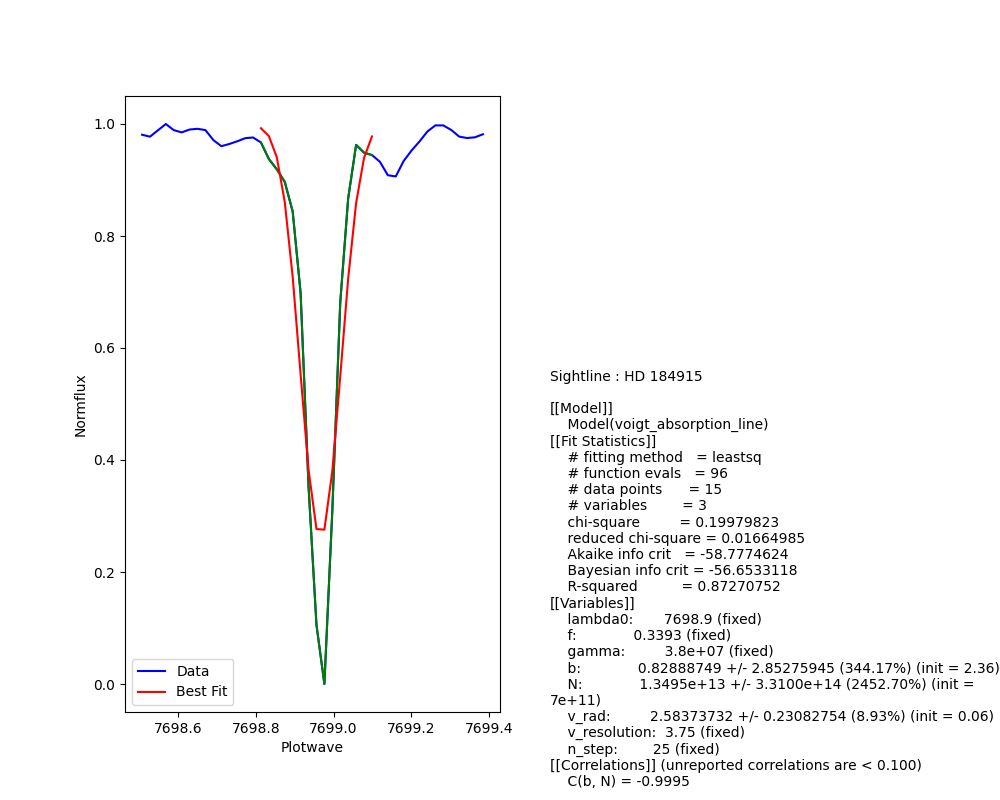 1.0
0.8
0.6
0.4
0.2
0.0
Normflux
7698.6 7698.8 7699.0 7699.2 7699.4
Plotwave
Data
Best Fit
Sightline : HD 184915
[[Model]]
Model(voigt_absorption_line)
[[Fit Statistics]]
# fitting method = leastsq
# function evals = 96
# data points = 15
# variables = 3
chi-square = 0.19979823
reduced chi-square = 0.01664985
Akaike info crit = -58.7774624
Bayesian info crit = -56.6533118
R-squared = 0.87270752
[[Variables]]
lambda0: 7698.9 (fixed)
f: 0.3393 (fixed)
gamma: 3.8e+07 (fixed)
b: 0.82888749 +/- 2.85275945 (344.17%) (init = 2.36)
N: 1.3495e+13 +/- 3.3100e+14 (2452.70%) (init =
7e+11)
v_rad: 2.58373732 +/- 0.23082754 (8.93%) (init = 0.06)
v_resolution: 3.75 (fixed)
n_step: 25 (fixed)
[[Correlations]] (unreported correlations are < 0.100)
C(b, N) = -0.9995